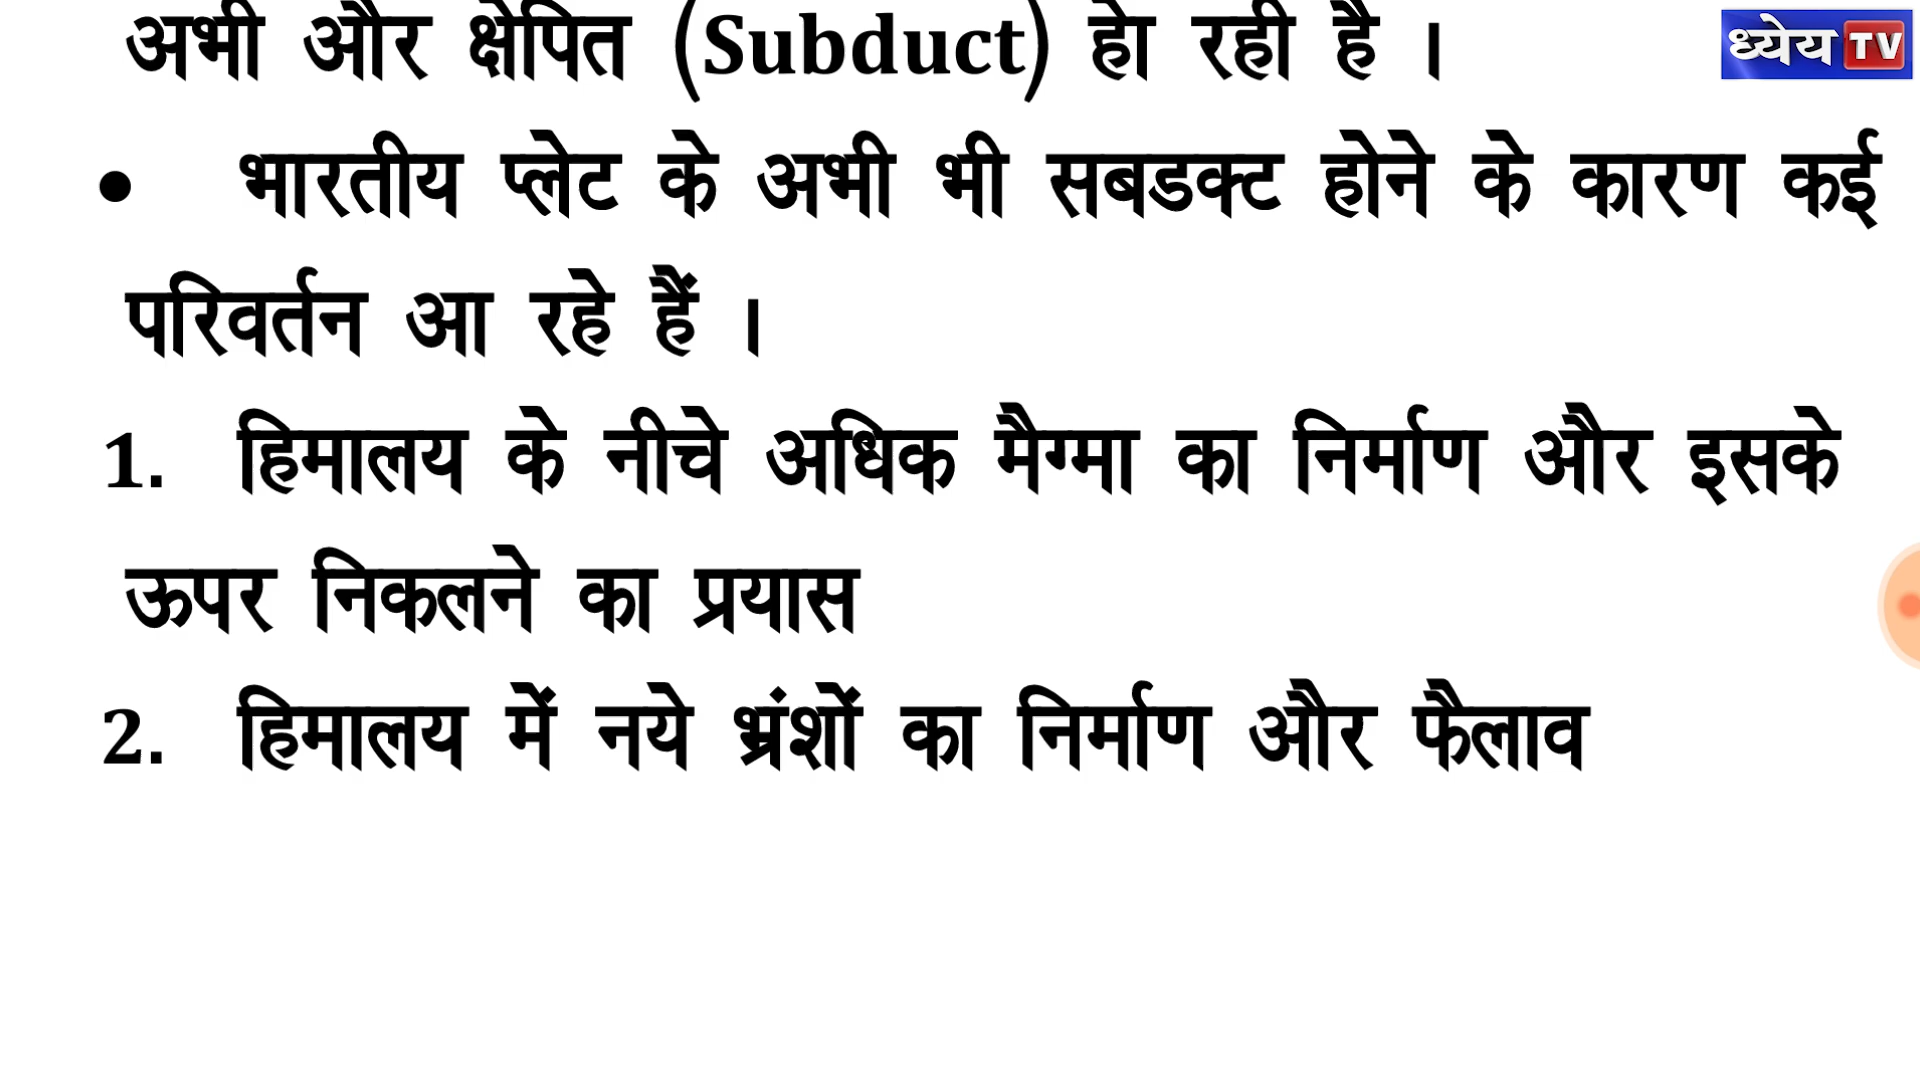 अभी और क्षेपित (Subduct) हो रही है ।
ध्येय TV
• भारतीय प्लेट के अभी भी सबडक्ट होने के कारण कई
परिवर्तन आ रहे हैं ।
1. हिमालय के नीचे अधिक मैग्मा का निर्माण और इसके
ऊपर निकलने का प्रयास
2. हिमालय में नये भ्रंशों का निर्माण और फैलाव